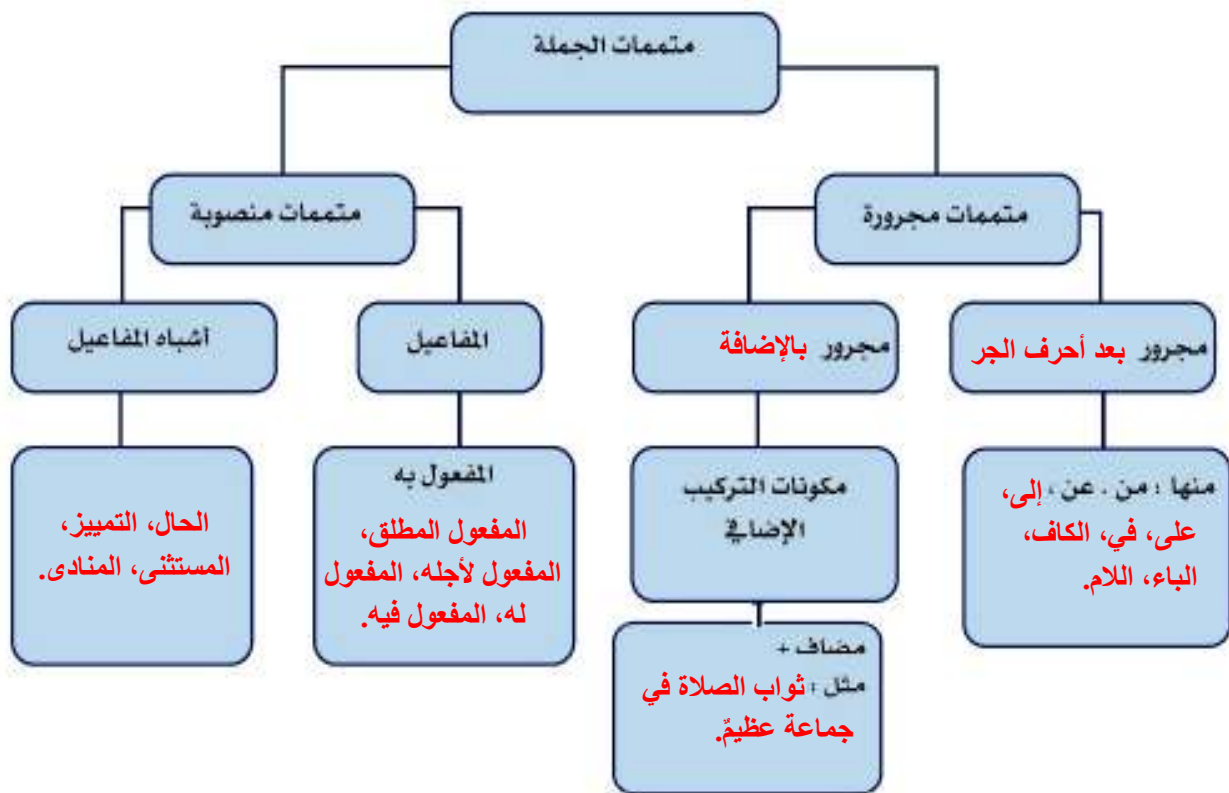 متممات الجملة
متممات مجرورة
متممات منصوبة
مجرور بعد أحرف الجر
مجرور بالإضافة
المفاعيل
أشباه المفاعيل
منها : من . عن ، إلى،
على، في، الكاف،
الباء، اللام.
مكونات التركيب
الإضافي
المفعول به
المفعول المطلق،
المفعول لأجله، المفعول
له، المفعول فيه.
الحال، التمييز،
المستثنى، المنادى.
مضاف +
مثل : ثواب الصلاة في
جماعة عظيمٌ.